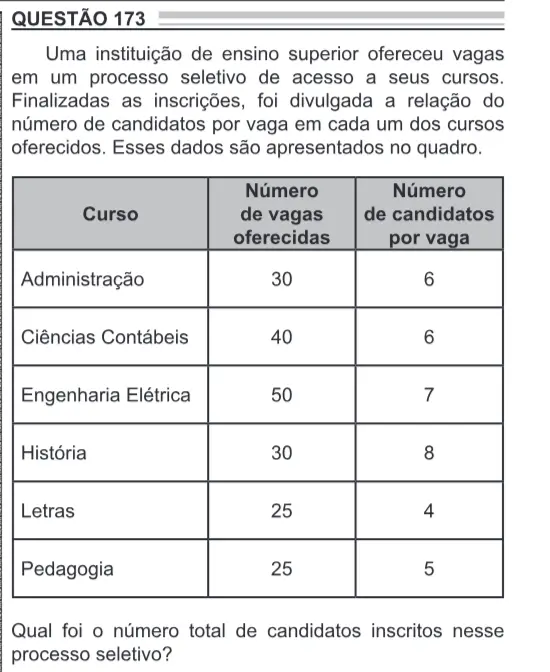 QUESTÃO 173
Uma instituição de ensino superior ofereceu vagas
em um processo seletivo de acesso a seus cursos.
Finalizadas as inscrições, foi divulgada a relação do
número de candidatos por vaga em cada um dos cursos
oferecidos. Esses dados são apresentados no quadro.
Curso
Número
de vagas
oferecidas
Número
de candidatos
por vaga
Administração 30 6
Ciências Contábeis 40 6
Engenharia Elétrica 50 7
História 30 8
Letras 25 4
Pedagogia 25 5
Qual foi o número total de candidatos inscritos nesse
processo seletivo?